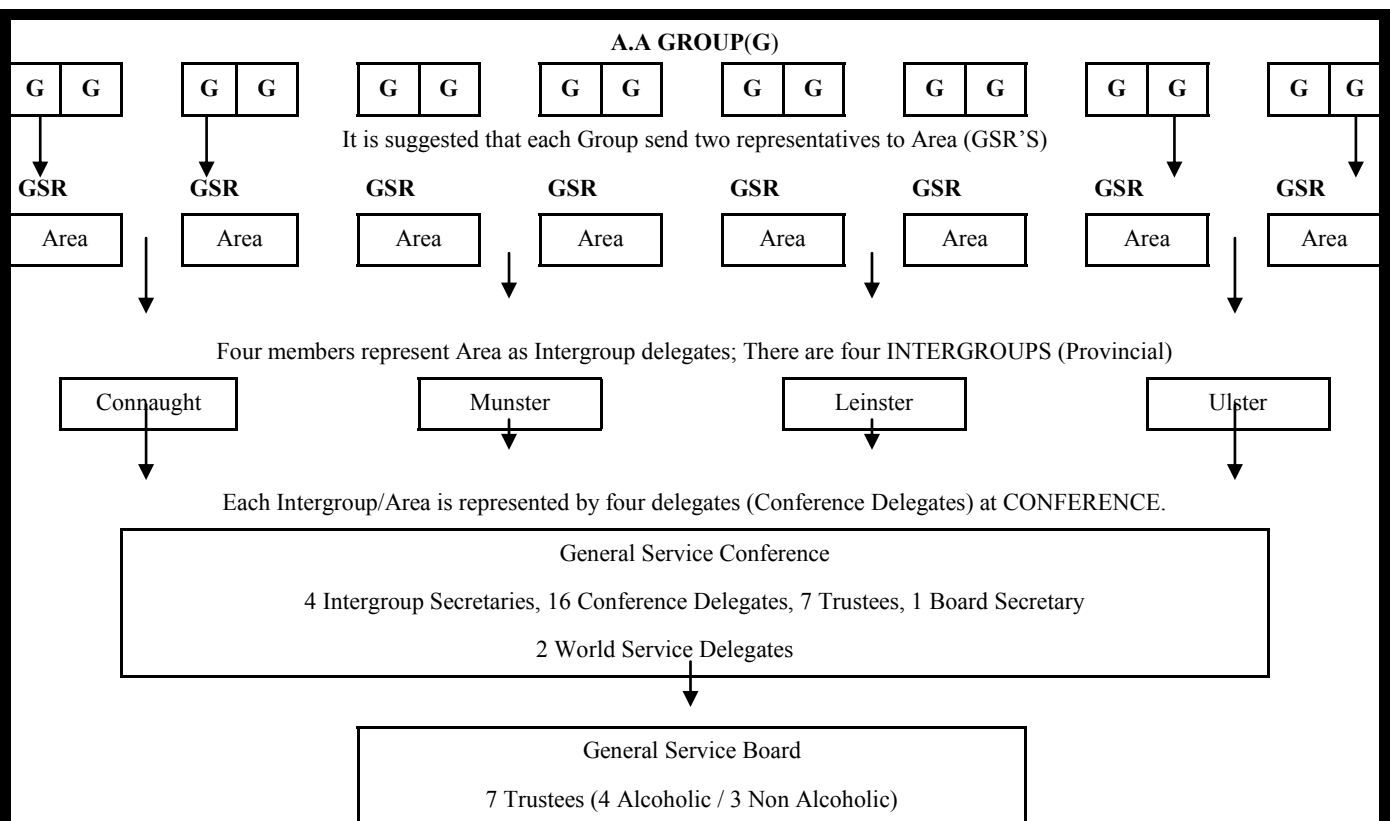 A.A GROUP(G)
G G G G G G G G G G G G G G G G
It is suggested that each Group send two representatives to Area (GSR’S)
GSR GSR GSR GSR GSR GSR GSR GSR
Area Area Area Area Area Area Area Area
Four members represent Area as Intergroup delegates; There are four INTERGROUPS (Provincial)
Connaught Munster Leinster Ulster
Each Intergroup/Area is represented by four delegates (Conference Delegates) at CONFERENCE.
General Service Conference
4 Intergroup Secretaries, 16 Conference Delegates, 7 Trustees, 1 Board Secretary
2 World Service Delegates
General Service Board
7 Trustees (4 Alcoholic / 3 Non Alcoholic)